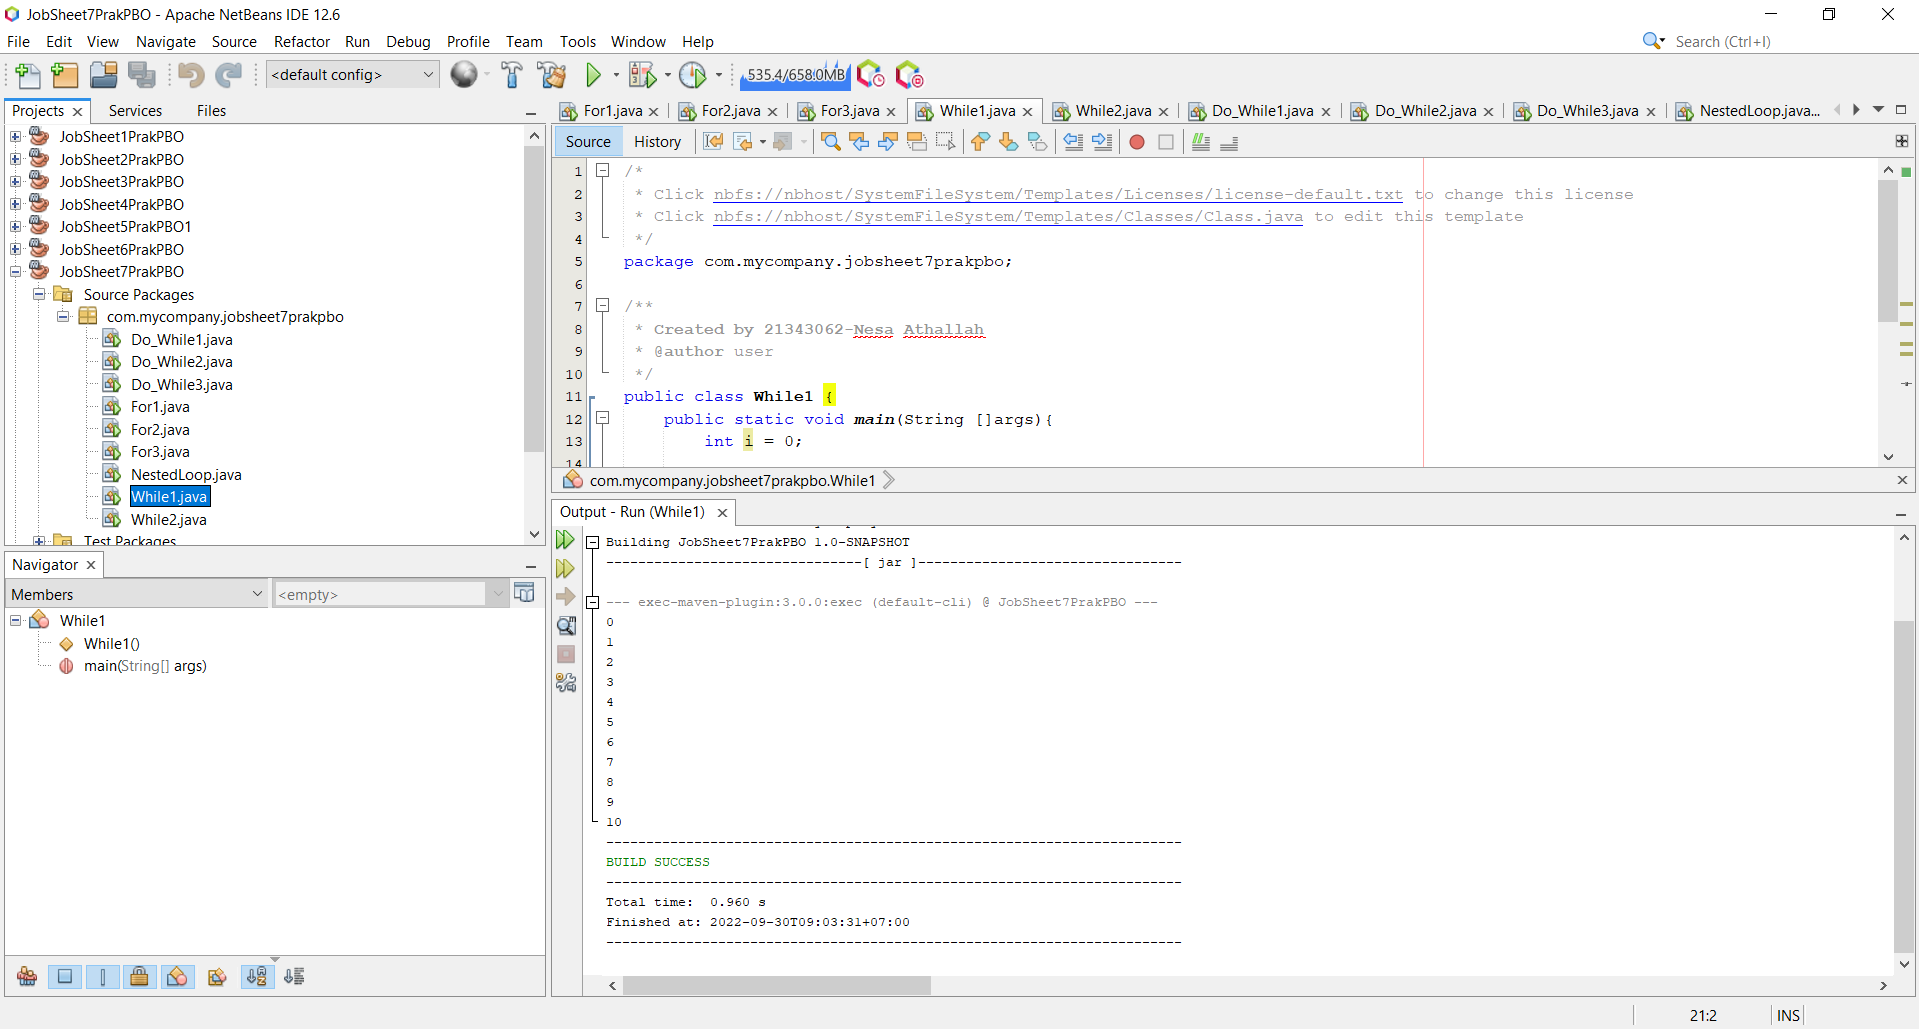 JobSheet7PrakPBO - Apache NetBeans IDE 12.6
File Edit View Navigate Source Refactor Run Debug Profile Team Tools Window Help
Search (Ctrl+I)
<default config>
535.4/658.0MB
Projects Services Files
JobSheet1PrakPBO
JobSheet2PrakPBO
JobSheet3PrakPBO
JobSheet4PrakPBO
JobSheet5PrakPBO1
JobSheet6PrakPBO
JobSheet7PrakPBO
Source Packages
com.mycompany.jobsheet7prakpbo
Do_While1.java
Do_While2.java
Do_While3.java
For1.java
For2.java
For3.java
NestedLoop.java
While1.java
While2.java
Test Packages
Navigator
Members
<empty>
While1
While1()
main(String[] args)
For1.java For2.java For3.java While1.java While2.java Do_While1.java Do_While2.java Do_While3.java NestedLoop.java...
Source History
1 /*
2 * Click nbfs://nbhost/SystemFileSystem/Templates/Licenses/license-default.txt to change this license
3 * Click nbfs://nbhost/SystemFileSystem/Templates/Classes/Class.java to edit this template
4 */
5 package com.mycompany.jobsheet7prakpbo;
6
7 /**
8 * Created by 21343062-Nesa Athallah
9 * @author user
10 */
11 public class While1 {
12 public static void main(String []args){
13 int i = 0;
14
com.mycompany.jobsheet7prakpbo.While1
Output - Run (While1)
Building JobSheet7PrakPBO 1.0-SNAPSHOT
--------------------------------[ jar ]---------------------------------
--- exec-maven-plugin:3.0.0:exec (default-cli) @ JobSheet7PrakPBO ---
0
1
2
3
4
5
6
7
8
9
10
------------------------------------------------------------------------
BUILD SUCCESS
------------------------------------------------------------------------
Total time:  0.960 s
Finished at: 2022-09-30T09:03:31+07:00
------------------------------------------------------------------------
21:2 INS